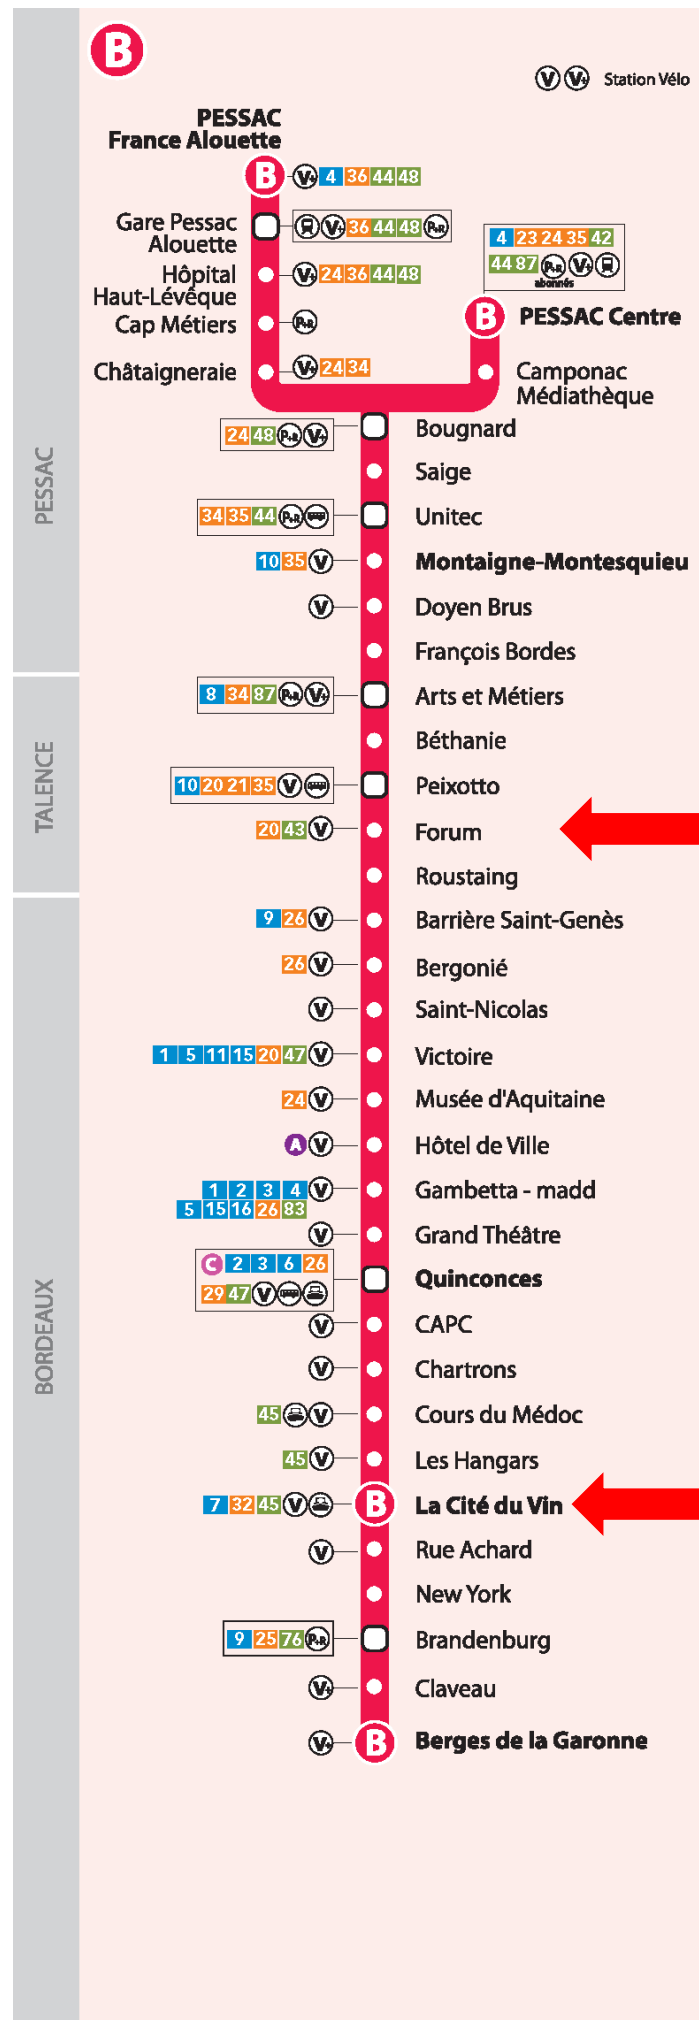 B
V V+ Station Vélo
PESSAC
France Alouette
B V+ 4 36 44 48
Gare Pessac
Alouette
V+ 36 44 48 P+R
Hôpital
Haut-Lévêque
V+ 24 36 44 48
Cap Métiers
P+R
Châtaigneraie
V+ 24 34
4 23 24 35 42
44 87 P+R V+
abonnés
B PESSAC Centre
Camponac
Médiathèque
PESSAC
24 48 P+R V+ Bougnard
Saige
34 35 44 P+R Unitec
10 35 V Montaigne-Montesquieu
V Doyen Brus
François Bordes
TALENCE
8 34 87 P+R V+ Arts et Métiers
Béthanie
10 20 21 35 V Peixotto
20 43 V Forum
Roustaing
BORDEAUX
9 26 V Barrière Saint-Genès
26 V Bergonié
V Saint-Nicolas
1 5 11 15 20 47 V Victoire
24 V Musée d'Aquitaine
A V Hôtel de Ville
1 2 3 4 V Gambetta - madd
5 15 16 26 83
V Grand Théâtre
C 2 3 6 26
29 47 V
Quinconces
V CAPC
V Chartrons
45 V Cours du Médoc
45 V Les Hangars
7 32 45 V B La Cité du Vin
V Rue Achard
New York
9 25 76 P+R Brandenburg
V+ Claveau
V+ B Berges de la Garonne